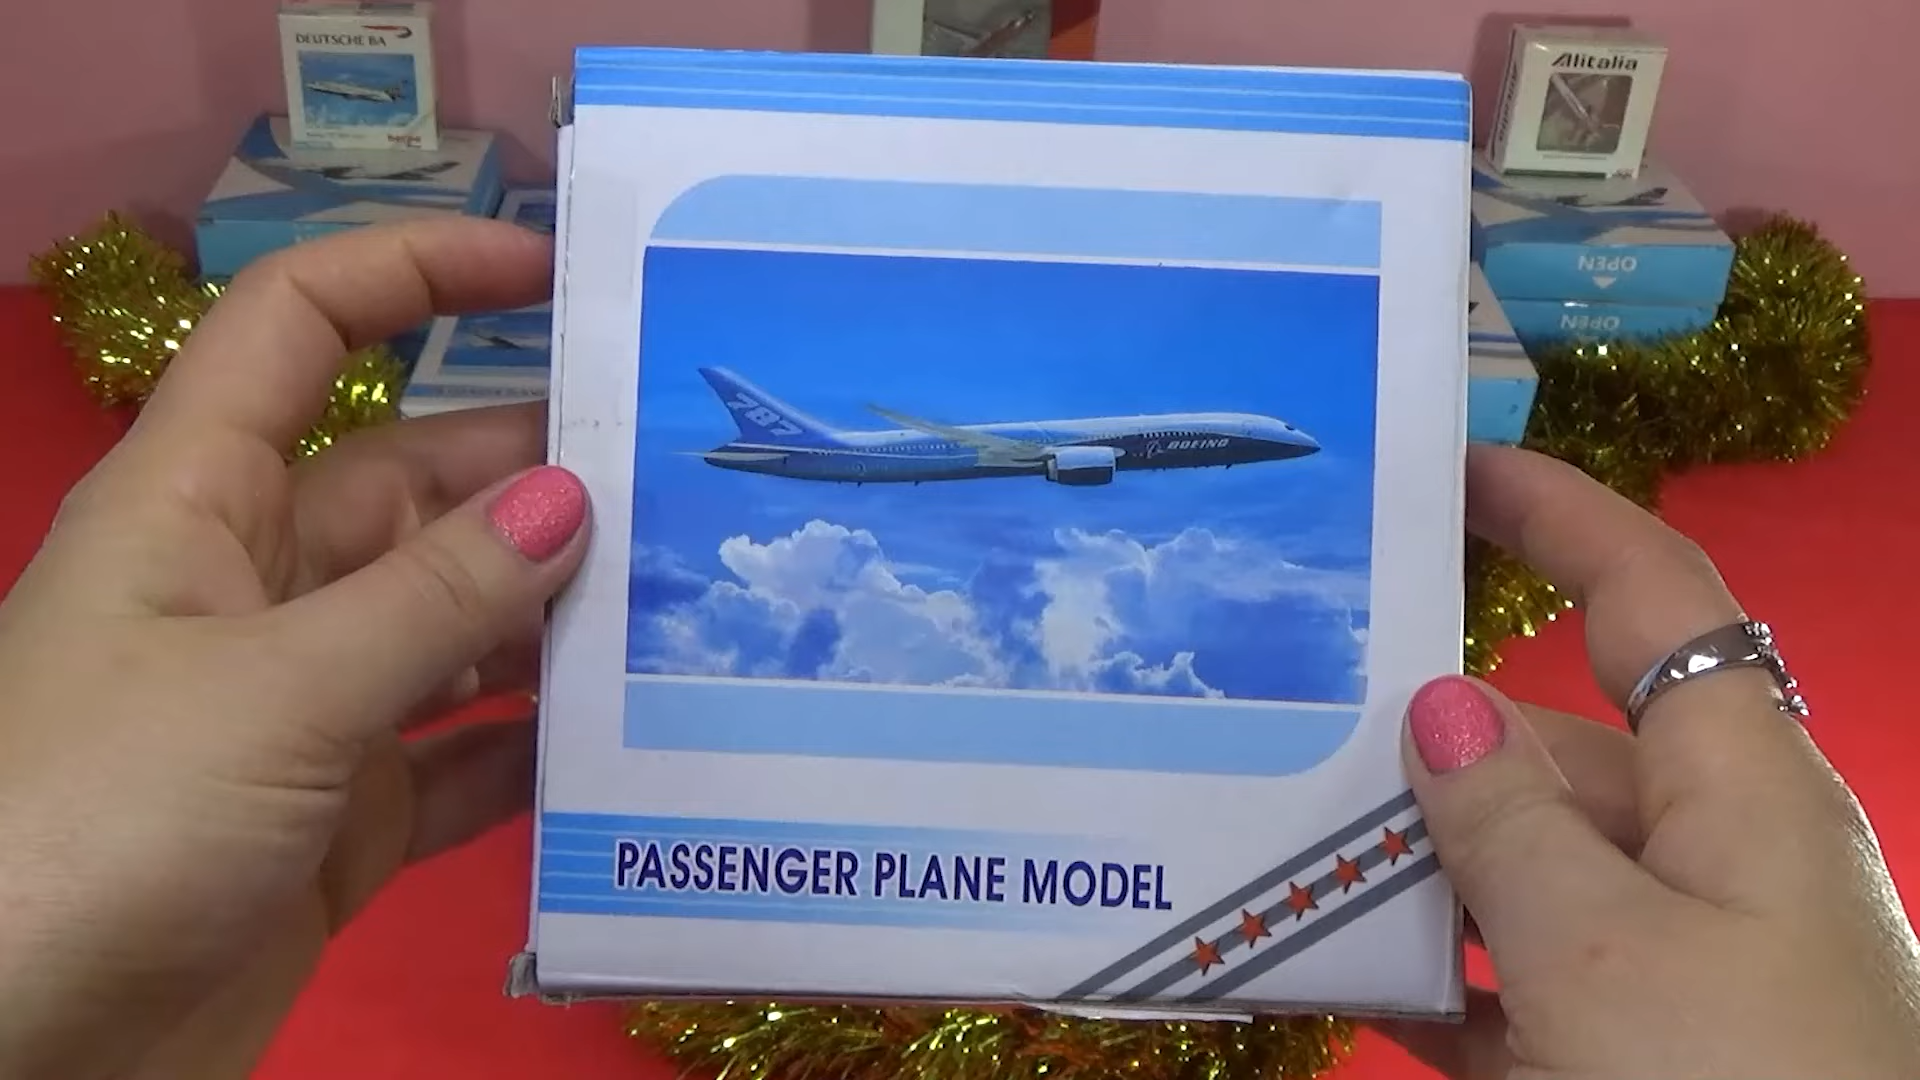 DEUTSCHE BA
Alitalia
OPEN
OPEN
787
BOEING
PASSENGER PLANE MODEL